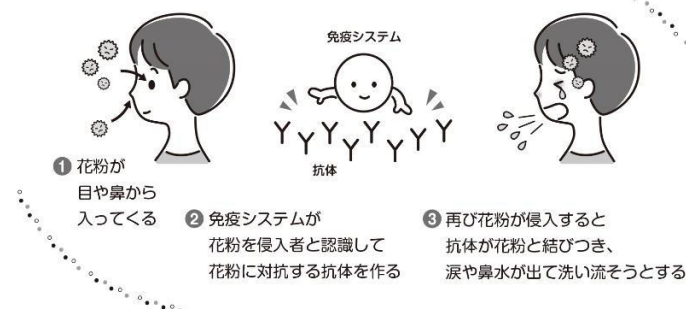 免疫システム
抗体
❶ 花粉が
目や鼻から
入ってくる
❷ 免疫システムが
花粉を侵入者と認識して
花粉に対抗する抗体を作る
❸ 再び花粉が侵入すると
抗体が花粉と結びつき、
涙や鼻水が出て洗い流そうとする